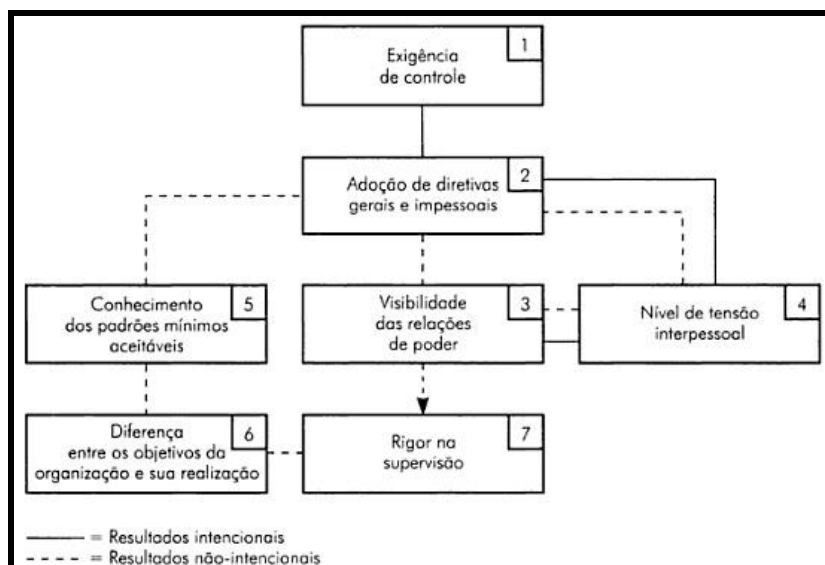 1
Exigência
de controle
2
Adoção de diretivas
gerais e impessoais
5
Conhecimento
dos padrões mínimos
aceitáveis
3
Visibilidade
das relações
de poder
4
Nível de tensão
interpessoal
6
Diferença
entre os objetivos da
organização e sua realização
7
Rigor na
supervisão
= Resultados intencionais
= Resultados não-intencionais